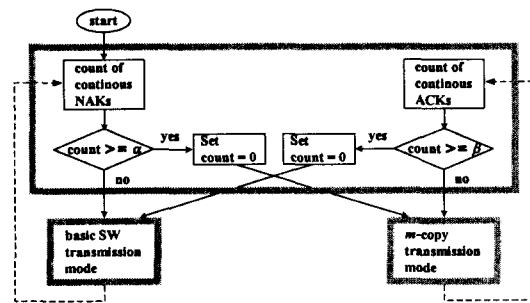 start
count of
continous
NAKs
count of
continous
ACKs
count >= α
yes
Set
count = 0
Set
count = 0
yes
count >= β
no
no
basic SW
transmission
mode
m-copy
transmission
mode